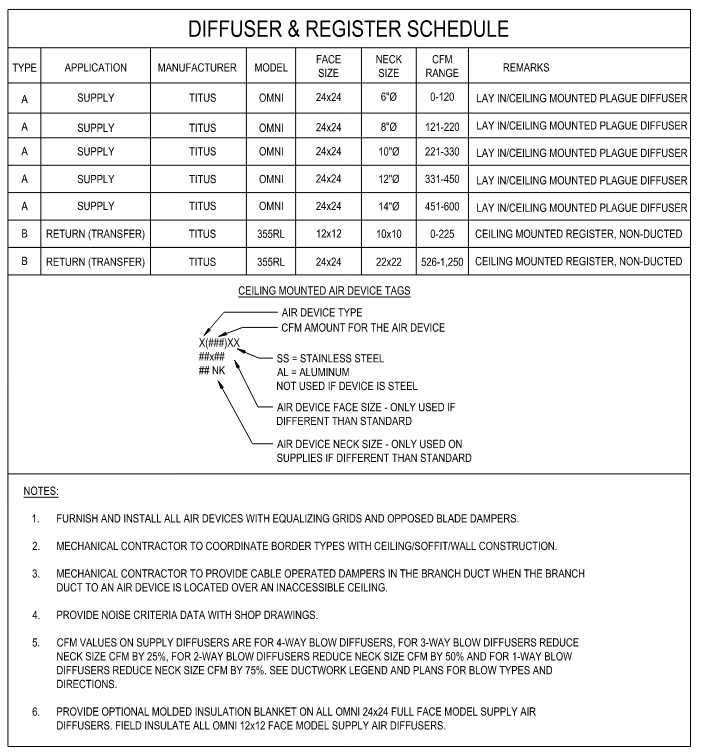 DIFFUSER & REGISTER SCHEDULE
TYPE APPLICATION MANUFACTURER MODEL FACE SIZE NECK SIZE CFM RANGE REMARKS
A SUPPLY TITUS OMNI 24x24 6"Ø 0-120 LAY IN/CEILING MOUNTED PLAGUE DIFFUSER
A SUPPLY TITUS OMNI 24x24 8"Ø 121-220 LAY IN/CEILING MOUNTED PLAGUE DIFFUSER
A SUPPLY TITUS OMNI 24x24 10"Ø 221-330 LAY IN/CEILING MOUNTED PLAGUE DIFFUSER
A SUPPLY TITUS OMNI 24x24 12"Ø 331-450 LAY IN/CEILING MOUNTED PLAGUE DIFFUSER
A SUPPLY TITUS OMNI 24x24 14"Ø 451-600 LAY IN/CEILING MOUNTED PLAGUE DIFFUSER
B RETURN (TRANSFER) TITUS 355RL 12x12 10x10 0-225 CEILING MOUNTED REGISTER, NON-DUCTED
B RETURN (TRANSFER) TITUS 355RL 24x24 22x22 526-1,250 CEILING MOUNTED REGISTER, NON-DUCTED
CEILING MOUNTED AIR DEVICE TAGS
AIR DEVICE TYPE
CFM AMOUNT FOR THE AIR DEVICE
X(###)XX
##x##
## NK
SS = STAINLESS STEEL
AL = ALUMINUM
NOT USED IF DEVICE IS STEEL
AIR DEVICE FACE SIZE - ONLY USED IF
DIFFERENT THAN STANDARD
AIR DEVICE NECK SIZE - ONLY USED ON
SUPPLIES IF DIFFERENT THAN STANDARD
NOTES:
1. FURNISH AND INSTALL ALL AIR DEVICES WITH EQUALIZING GRIDS AND OPPOSED BLADE DAMPERS.
2. MECHANICAL CONTRACTOR TO COORDINATE BORDER TYPES WITH CEILING/SOFFIT/WALL CONSTRUCTION.
3. MECHANICAL CONTRACTOR TO PROVIDE CABLE OPERATED DAMPERS IN THE BRANCH DUCT WHEN THE BRANCH
DUCT TO AN AIR DEVICE IS LOCATED OVER AN INACCESSIBLE CEILING.
4. PROVIDE NOISE CRITERIA DATA WITH SHOP DRAWINGS.
5. CFM VALUES ON SUPPLY DIFFUSERS ARE FOR 4-WAY BLOW DIFFUSERS, FOR 3-WAY BLOW DIFFUSERS REDUCE
NECK SIZE CFM BY 25%, FOR 2-WAY BLOW DIFFUSERS REDUCE NECK SIZE CFM BY 50% AND FOR 1-WAY BLOW
DIFFUSERS REDUCE NECK SIZE CFM BY 75%. SEE DUCTWORK LEGEND AND PLANS FOR BLOW TYPES AND
DIRECTIONS.
6. PROVIDE OPTIONAL MOLDED INSULATION BLANKET ON ALL OMNI 24x24 FULL FACE MODEL SUPPLY AIR
DIFFUSERS. FIELD INSULATE ALL OMNI 12x12 FACE MODEL SUPPLY AIR DIFFUSERS.